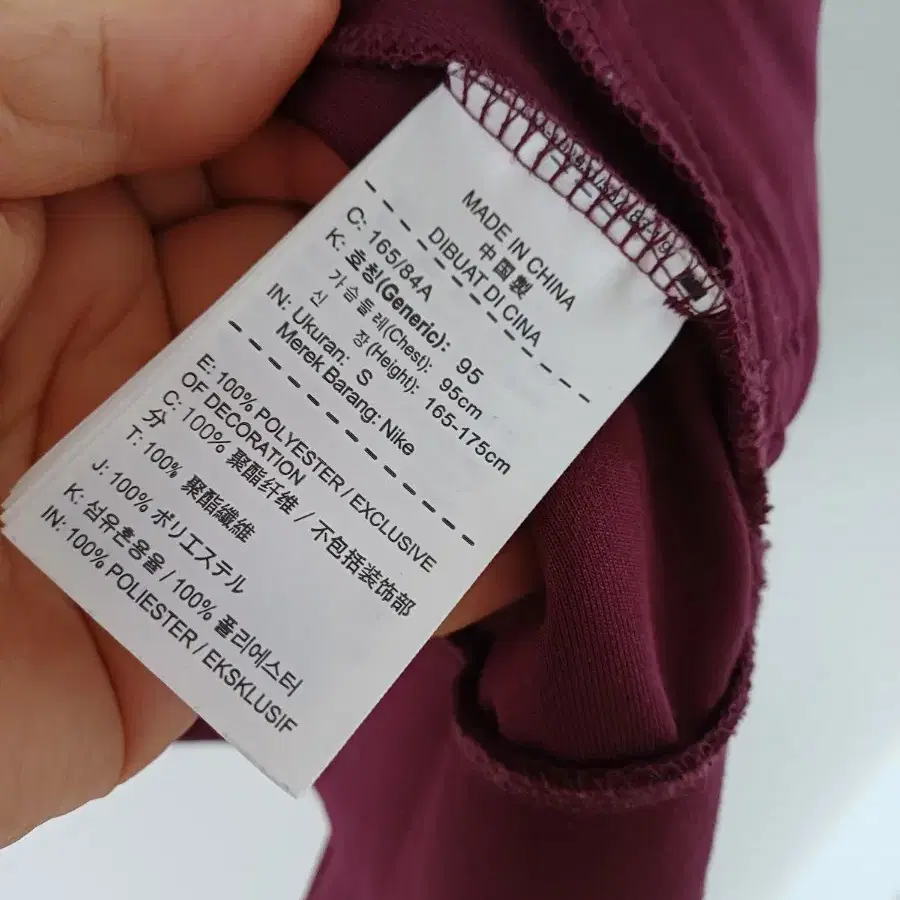 MADE IN CHINA
中国製
DIBUAT DI CINA
C: 165/84A
K: 호칭(Generic): 95
가슴둘레(Chest): 95cm
신 장(Height): 165-175cm
IN: Ukuran: S
Merek Barang: Nike
E: 100% POLYESTER / EXCLUSIVE
OF DECORATION
C: 100% 聚酯纤维 / 不包括装饰部
分
T: 100% 聚酯纖維
J: 100% ポリエステル
K: 섬유혼용율 / 100% 폴리에스터
IN: 100% POLIESTER / EKSKLUSIF